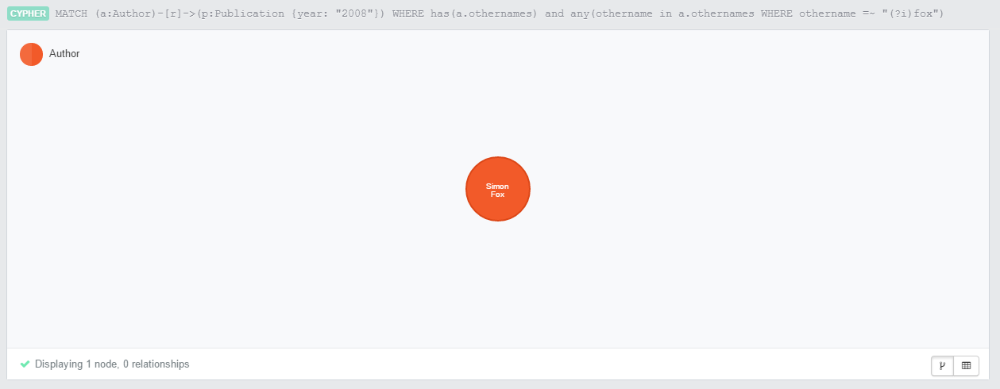 CYPHER MATCH (a:Author)-[r]->(p:Publication {year: "2008"}) WHERE has(a.othernames) and any(othername in a.othernames WHERE othername =~ "(?i)fox")
Author
Simon
Fox
Displaying 1 node, 0 relationships